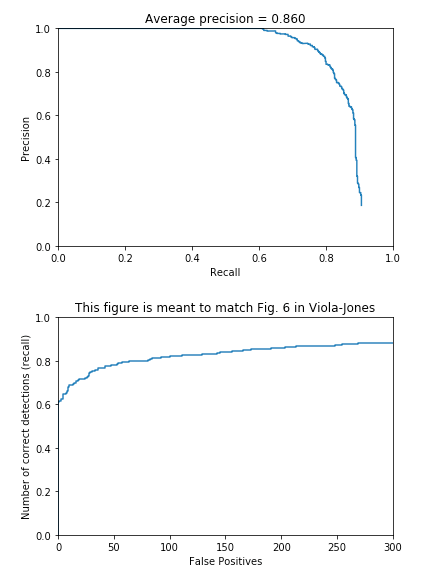 Average precision = 0.860
1.0
0.8
0.6
0.4
0.2
0.0
Precision
0.0 0.2 0.4 0.6 0.8 1.0
Recall
This figure is meant to match Fig. 6 in Viola-Jones
1.0
0.8
0.6
0.4
0.2
0.0
Number of correct detections (recall)
0 50 100 150 200 250 300
False Positives